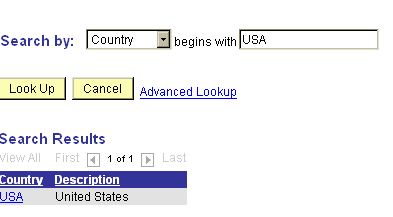 Search by: Country begins with USA
Look Up Cancel Advanced Lookup
Search Results
View All First 1 of 1 Last
Country Description
USA United States